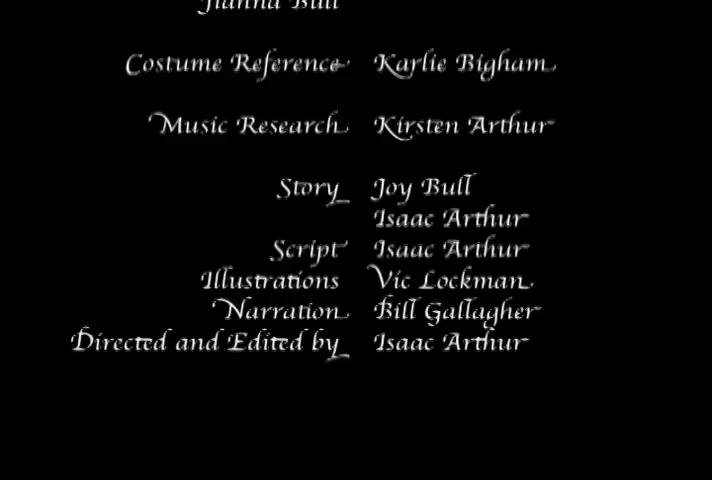 Bull
Costume Reference Karlie Bigham
Music Research Kirsten Arthur
Story Joy Bull
Isaac Arthur
Script Isaac Arthur
Illustrations Vic Lockman
Narration Bill Gallagher
Directed and Edited by Isaac Arthur